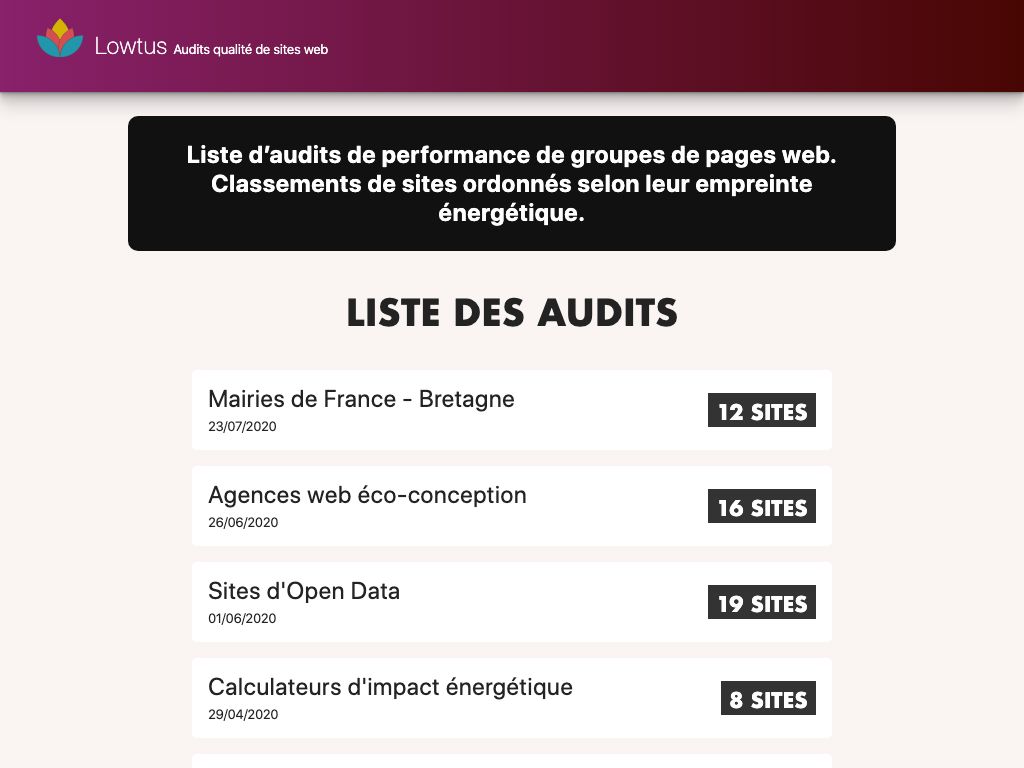 Lowtus Audits qualité de sites web
Liste d’audits de performance de groupes de pages web.
Classements de sites ordonnés selon leur empreinte
énergétique.
LISTE DES AUDITS
Mairies de France - Bretagne
23/07/2020
12 SITES
Agences web éco-conception
26/06/2020
16 SITES
Sites d'Open Data
01/06/2020
19 SITES
Calculateurs d'impact énergétique
29/04/2020
8 SITES